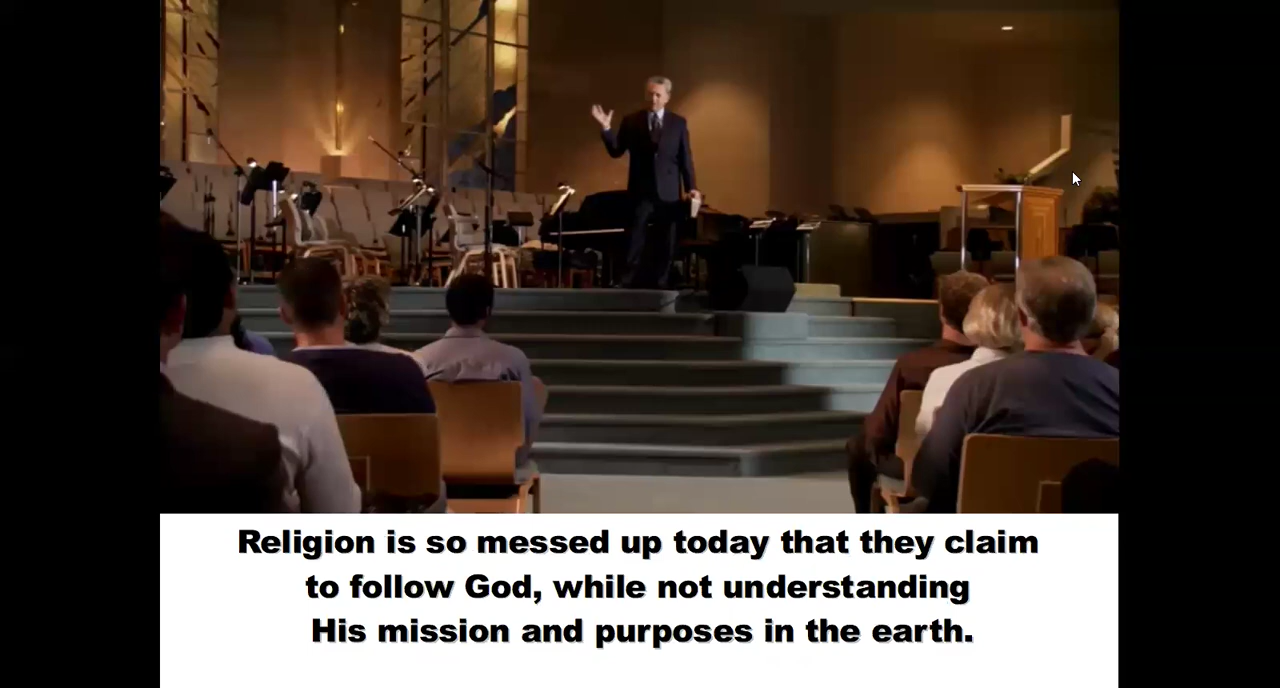 Religion is so messed up today that they claim
to follow God, while not understanding
His mission and purposes in the earth.